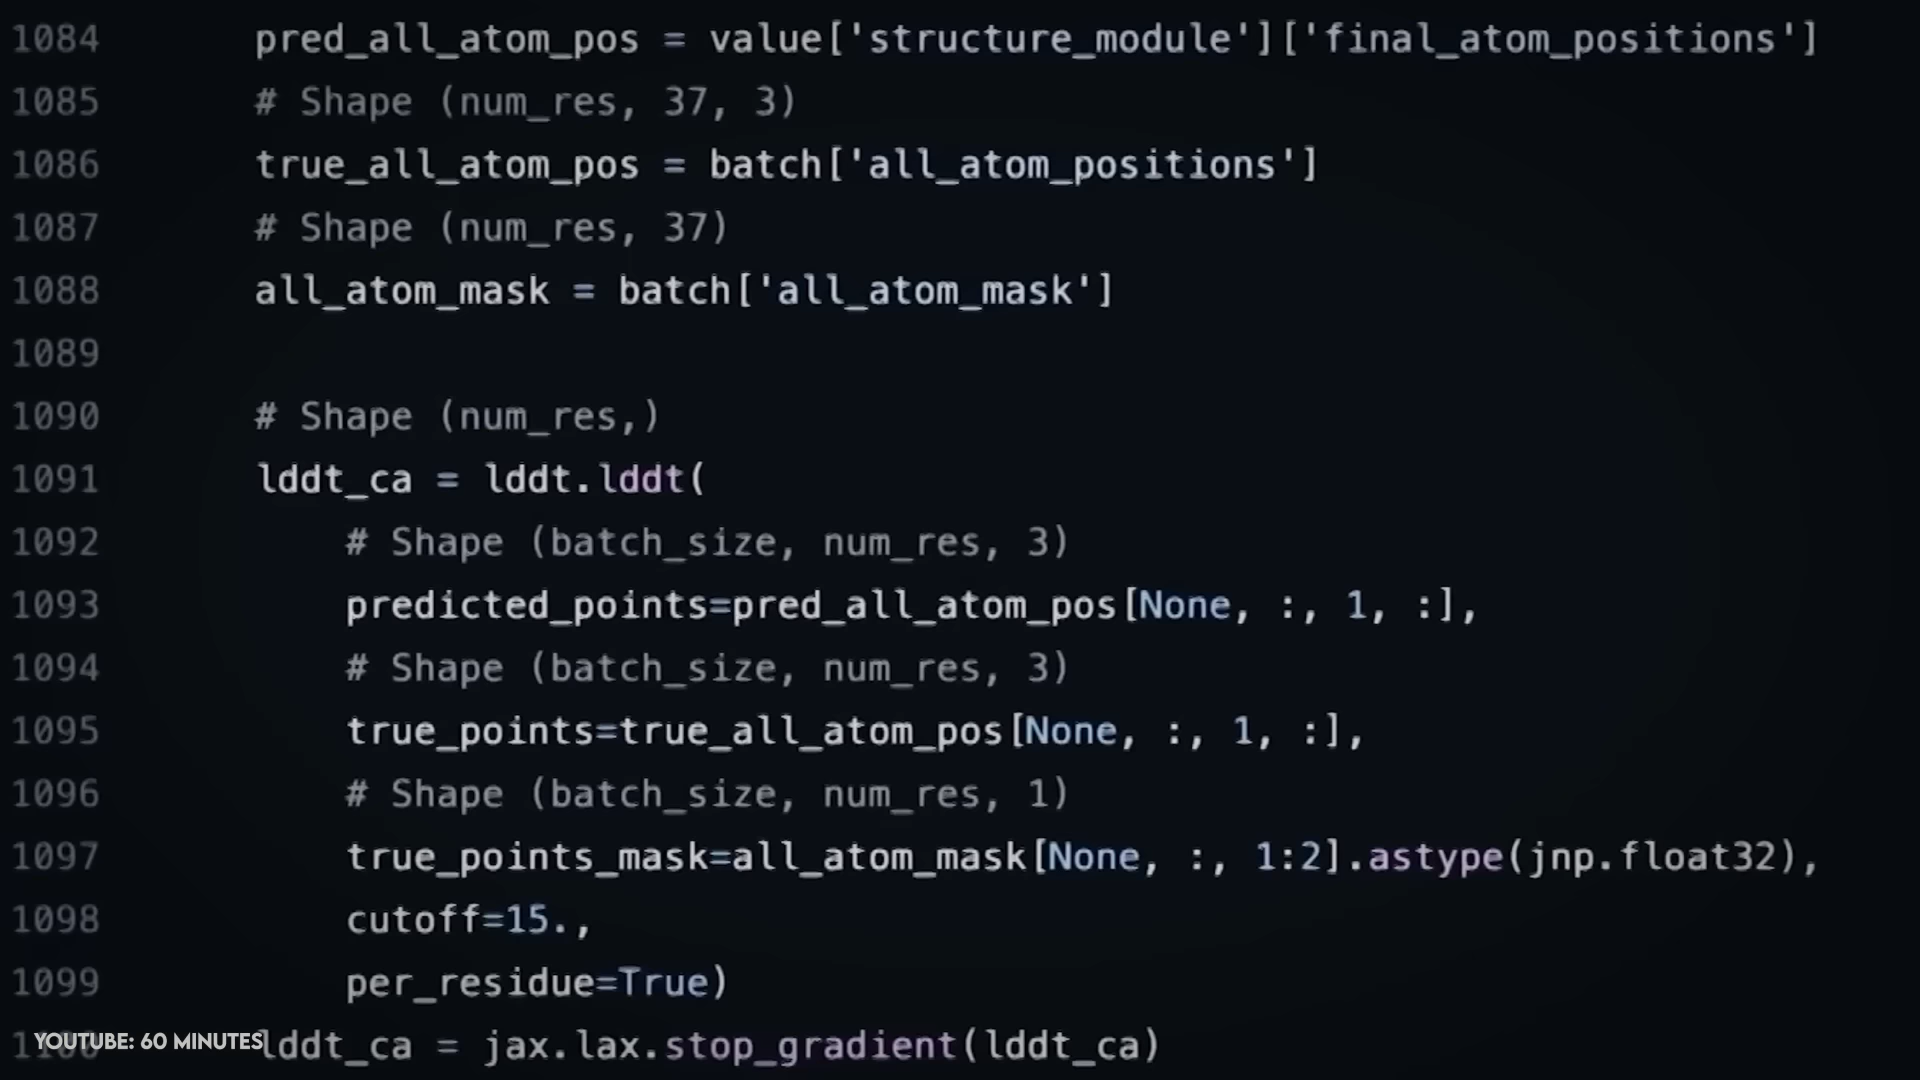 1084 pred_all_atom_pos = value['structure_module']['final_atom_positions']
1085 # Shape (num_res, 37, 3)
1086 true_all_atom_pos = batch['all_atom_positions']
1087 # Shape (num_res, 37)
1088 all_atom_mask = batch['all_atom_mask']
1089
1090 # Shape (num_res,)
1091 lddt_ca = lddt.lddt(
1092 # Shape (batch_size, num_res, 3)
1093 predicted_points=pred_all_atom_pos[None, :, 1, :],
1094 # Shape (batch_size, num_res, 3)
1095 true_points=true_all_atom_pos[None, :, 1, :],
1096 # Shape (batch_size, num_res, 1)
1097 true_points_mask=all_atom_mask[None, :, 1:2].astype(jnp.float32),
1098 cutoff=15.,
1099 per_residue=True)
1100 lddt_ca = jax.lax.stop_gradient(lddt_ca)
YOUTUBE: 60 MINUTES